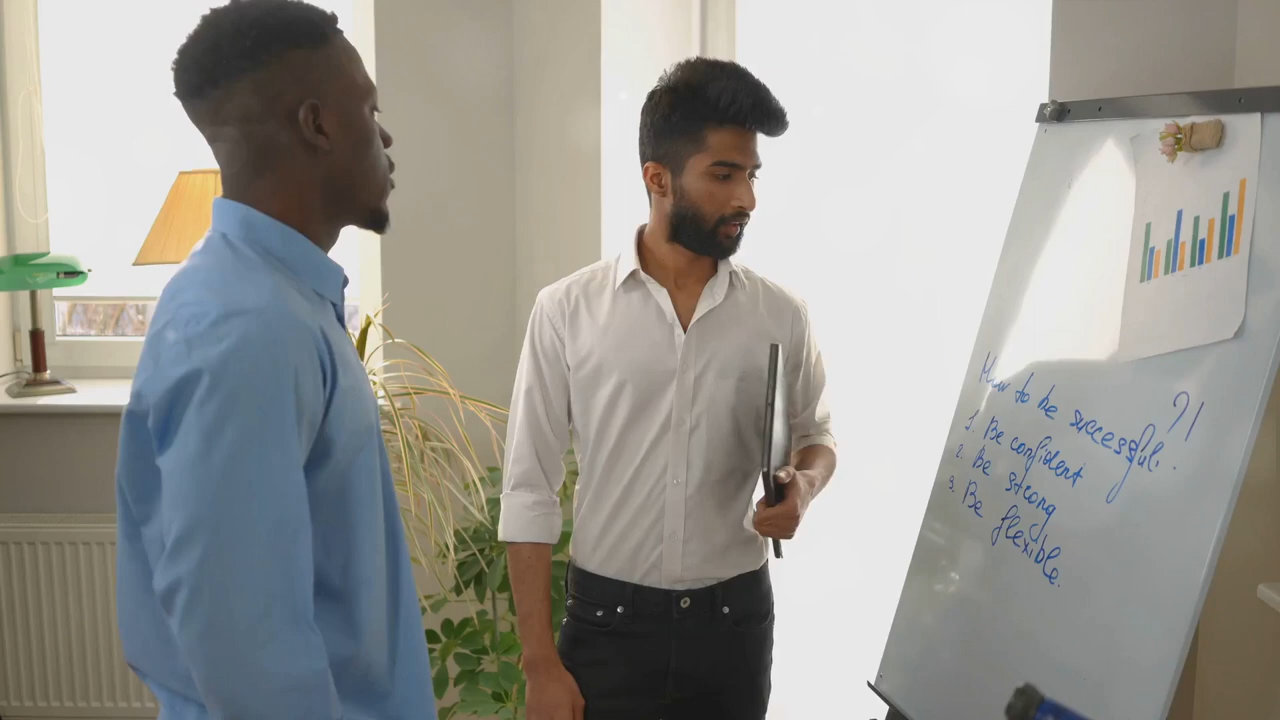 How to be successful?!
1. Be confident
2. Be strong
3. Be flexible.